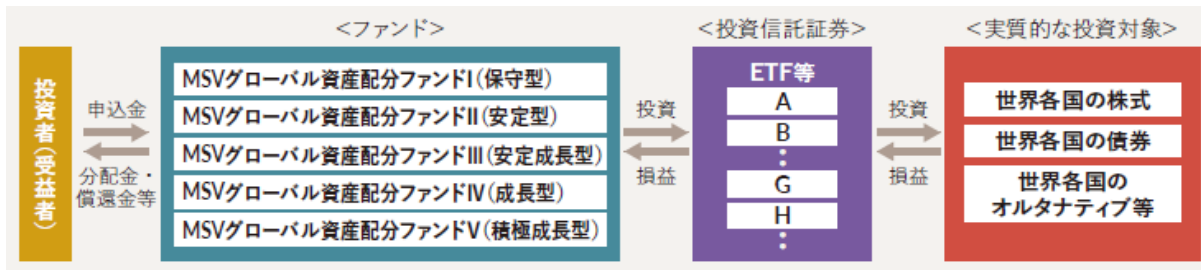 <ファンド>
<投資信託証券>
<実質的な投資対象>
投資者(受益者)
申込金
分配金・
償還金等
MSVグローバル資産配分ファンドI(保守型)
MSVグローバル資産配分ファンドII(安定型)
MSVグローバル資産配分ファンドIII(安定成長型)
MSVグローバル資産配分ファンドIV(成長型)
MSVグローバル資産配分ファンドV(積極成長型)
投資
損益
ETF等
A
B
⋮
G
H
⋮
投資
損益
世界各国の株式
世界各国の債券
世界各国の
オルタナティブ等